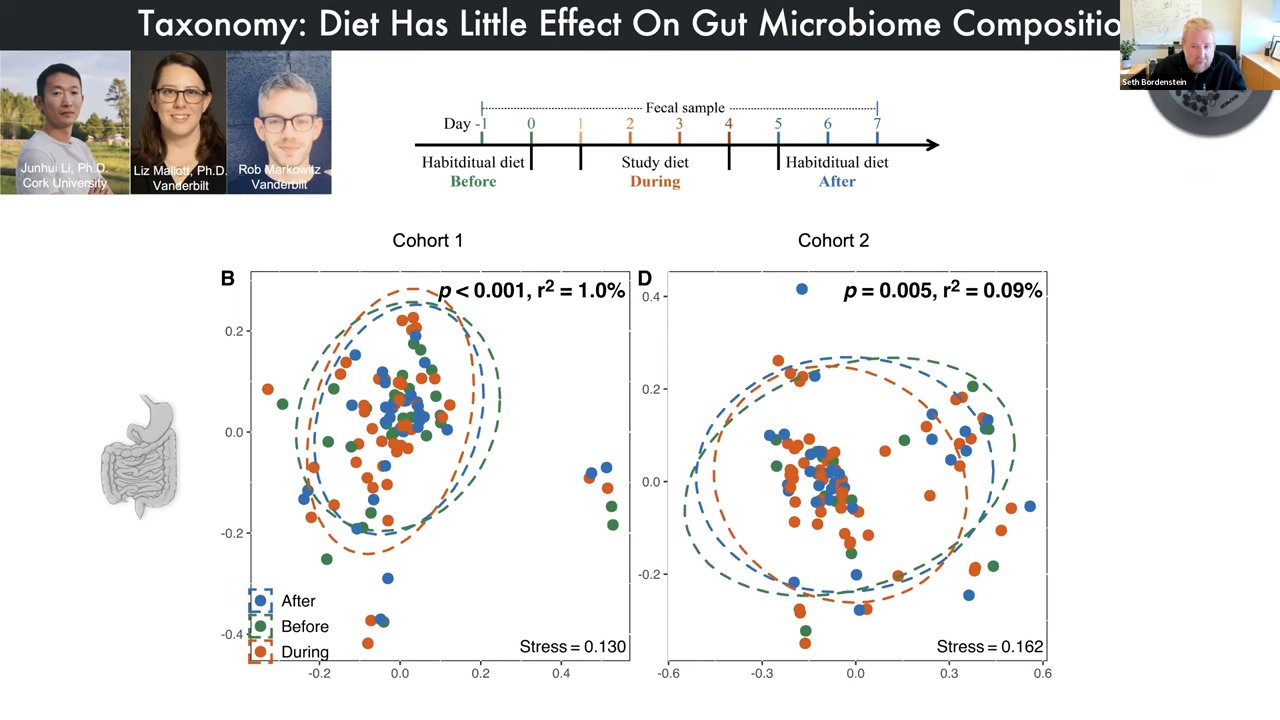 Taxonomy: Diet Has Little Effect On Gut Microbiome Compositio
Seth Bordenstein
Junhui Li, Ph.D.
Cork University
Liz Mallott, Ph.D.
Vanderbilt
Rob Markowitz
Vanderbilt
Fecal sample
Day -1 0 1 2 3 4 5 6 7
Habitditual diet Study diet Habitditual diet
Before During After
Cohort 1
Cohort 2
B
p < 0.001, r² = 1.0%
0.2
0.0
-0.2
-0.4
After
Before
During
Stress = 0.130
-0.2 0.0 0.2 0.4
D
p = 0.005, r² = 0.09%
0.4
0.2
0.0
-0.2
Stress = 0.162
-0.6 -0.3 0.0 0.3 0.6